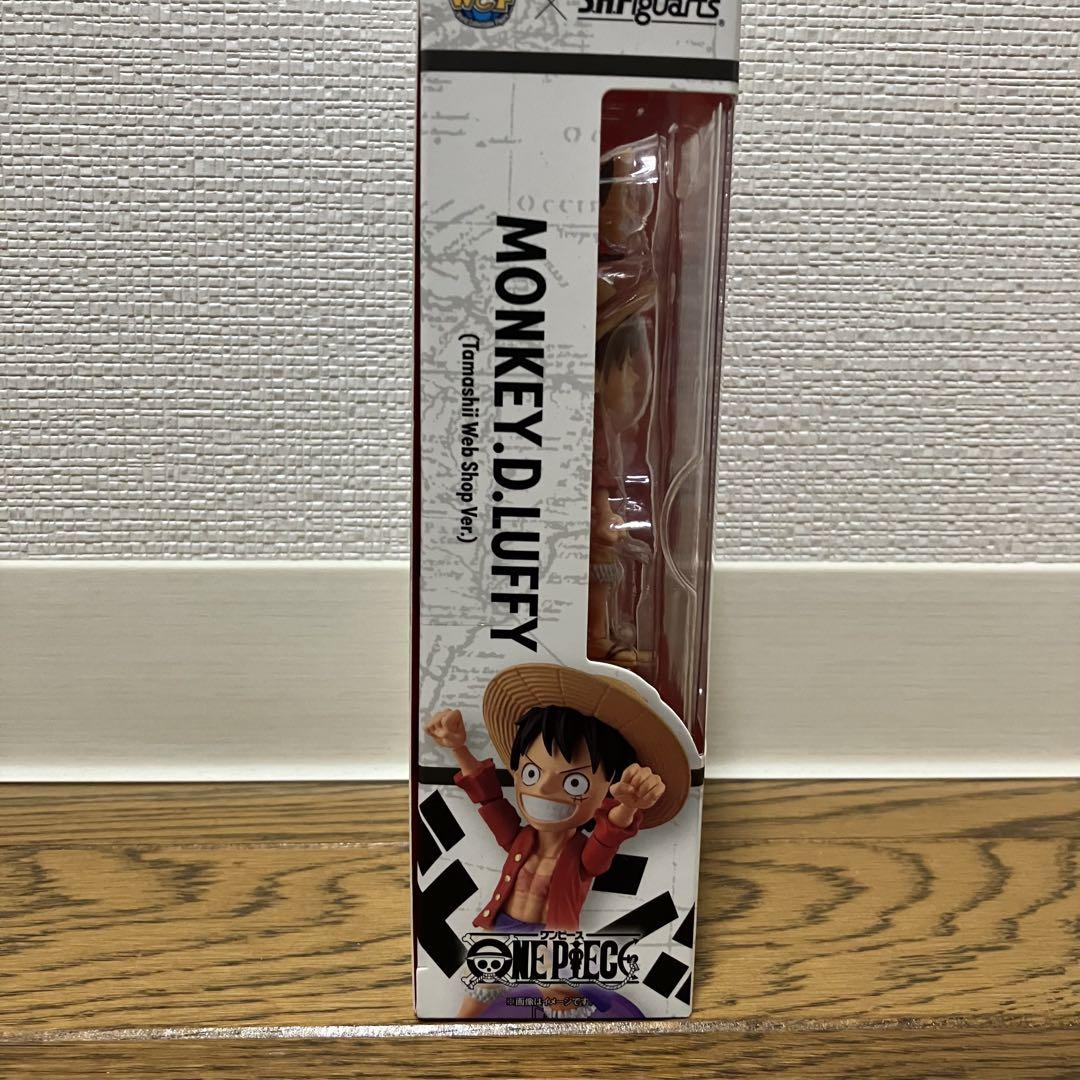 WCF × S.H.Figuarts®
MONKEY.D.LUFFY
(Tamashii Web Shop Ver.)
ワンピース
ONE PIECE
※画像はイメージです。